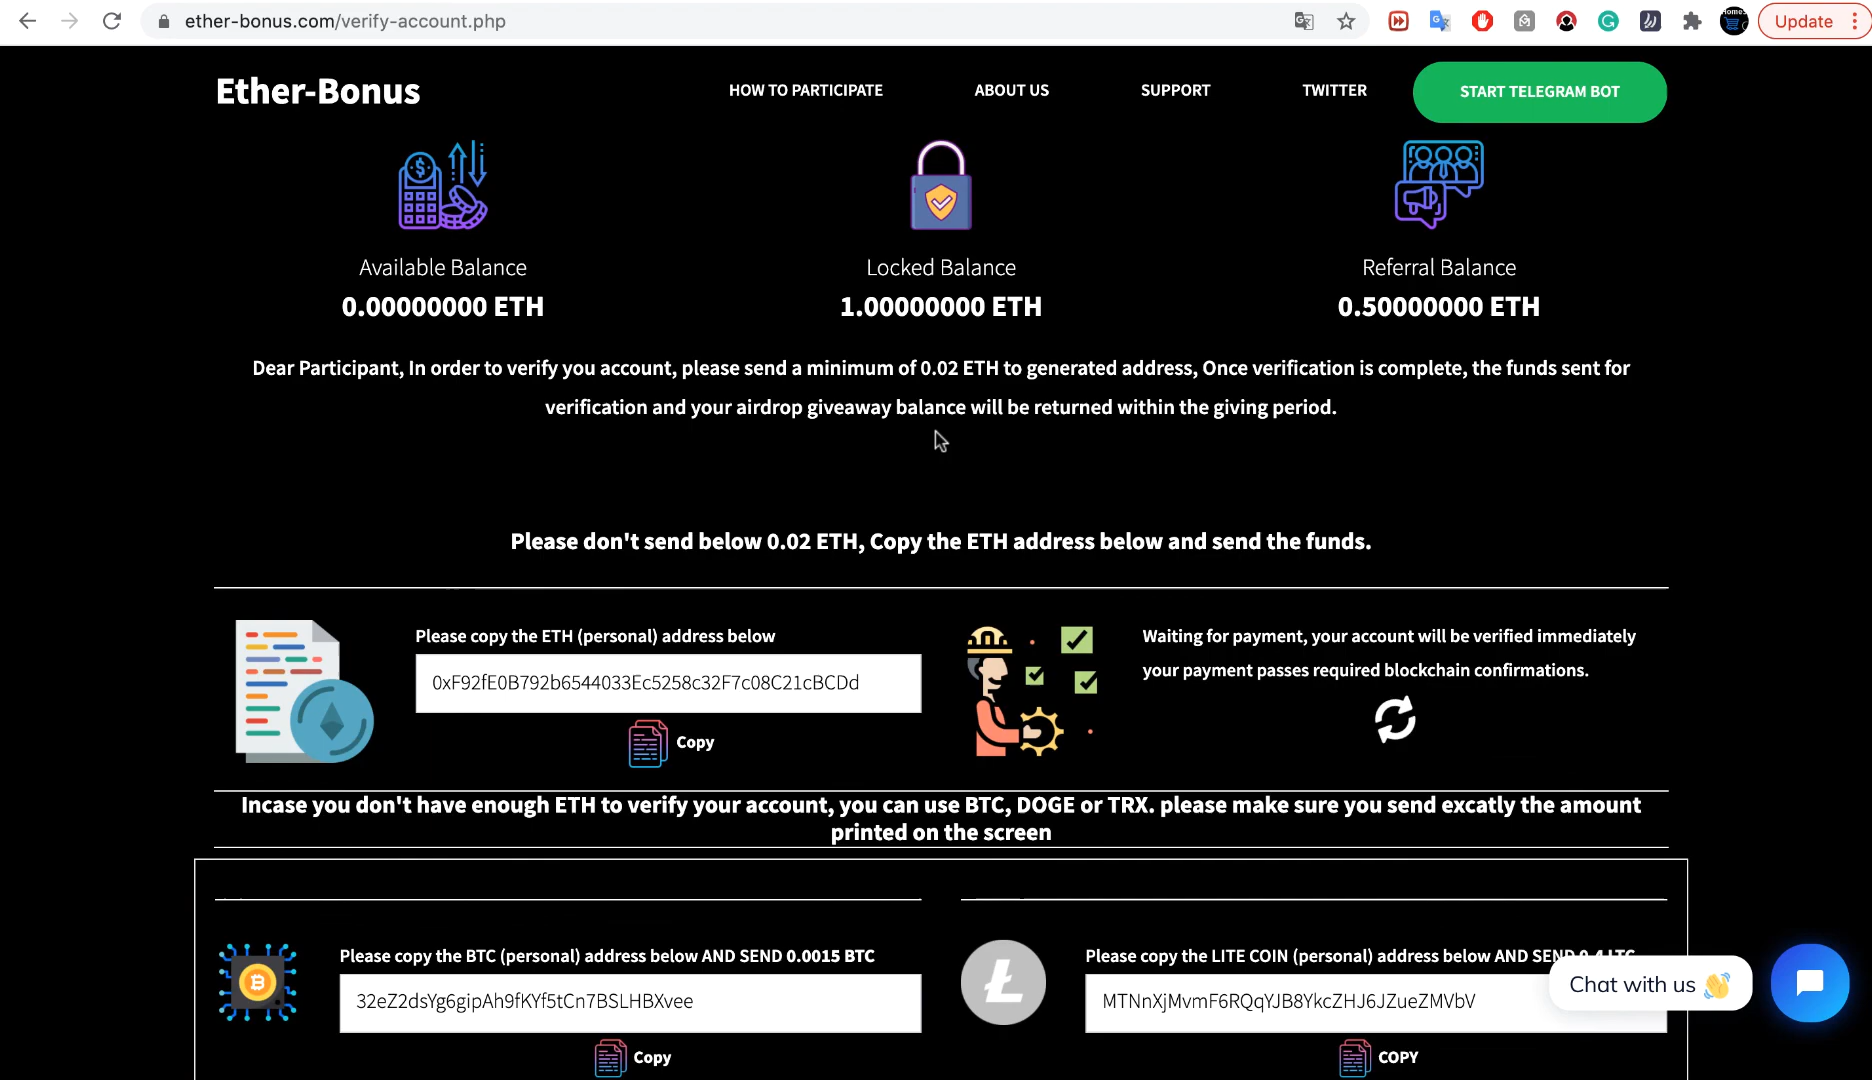 ether-bonus.com/verify-account.php
Update
Ether-Bonus
HOW TO PARTICIPATE
ABOUT US
SUPPORT
TWITTER
START TELEGRAM BOT
Available Balance
0.00000000 ETH
Locked Balance
1.00000000 ETH
Referral Balance
0.50000000 ETH
Dear Participant, In order to verify you account, please send a minimum of 0.02 ETH to generated address, Once verification is complete, the funds sent for
verification and your airdrop giveaway balance will be returned within the giving period.
Please don't send below 0.02 ETH, Copy the ETH address below and send the funds.
Please copy the ETH (personal) address below
0xF92fE0B792b6544033Ec5258c32F7c08C21cBCDd
Copy
Waiting for payment, your account will be verified immediately
your payment passes required blockchain confirmations.
Incase you don't have enough ETH to verify your account, you can use BTC, DOGE or TRX. please make sure you send excatly the amount
printed on the screen
Please copy the BTC (personal) address below AND SEND 0.0015 BTC
32eZ2dsYg6gipAh9fKYf5tCn7BSLHBXvee
Copy
Please copy the LITE COIN (personal) address below AND SEND 0.4 LTC
MTNnXjMvmF6RQqYJB8YkcZHJ6JZueZMVbV
COPY
Chat with us 👋